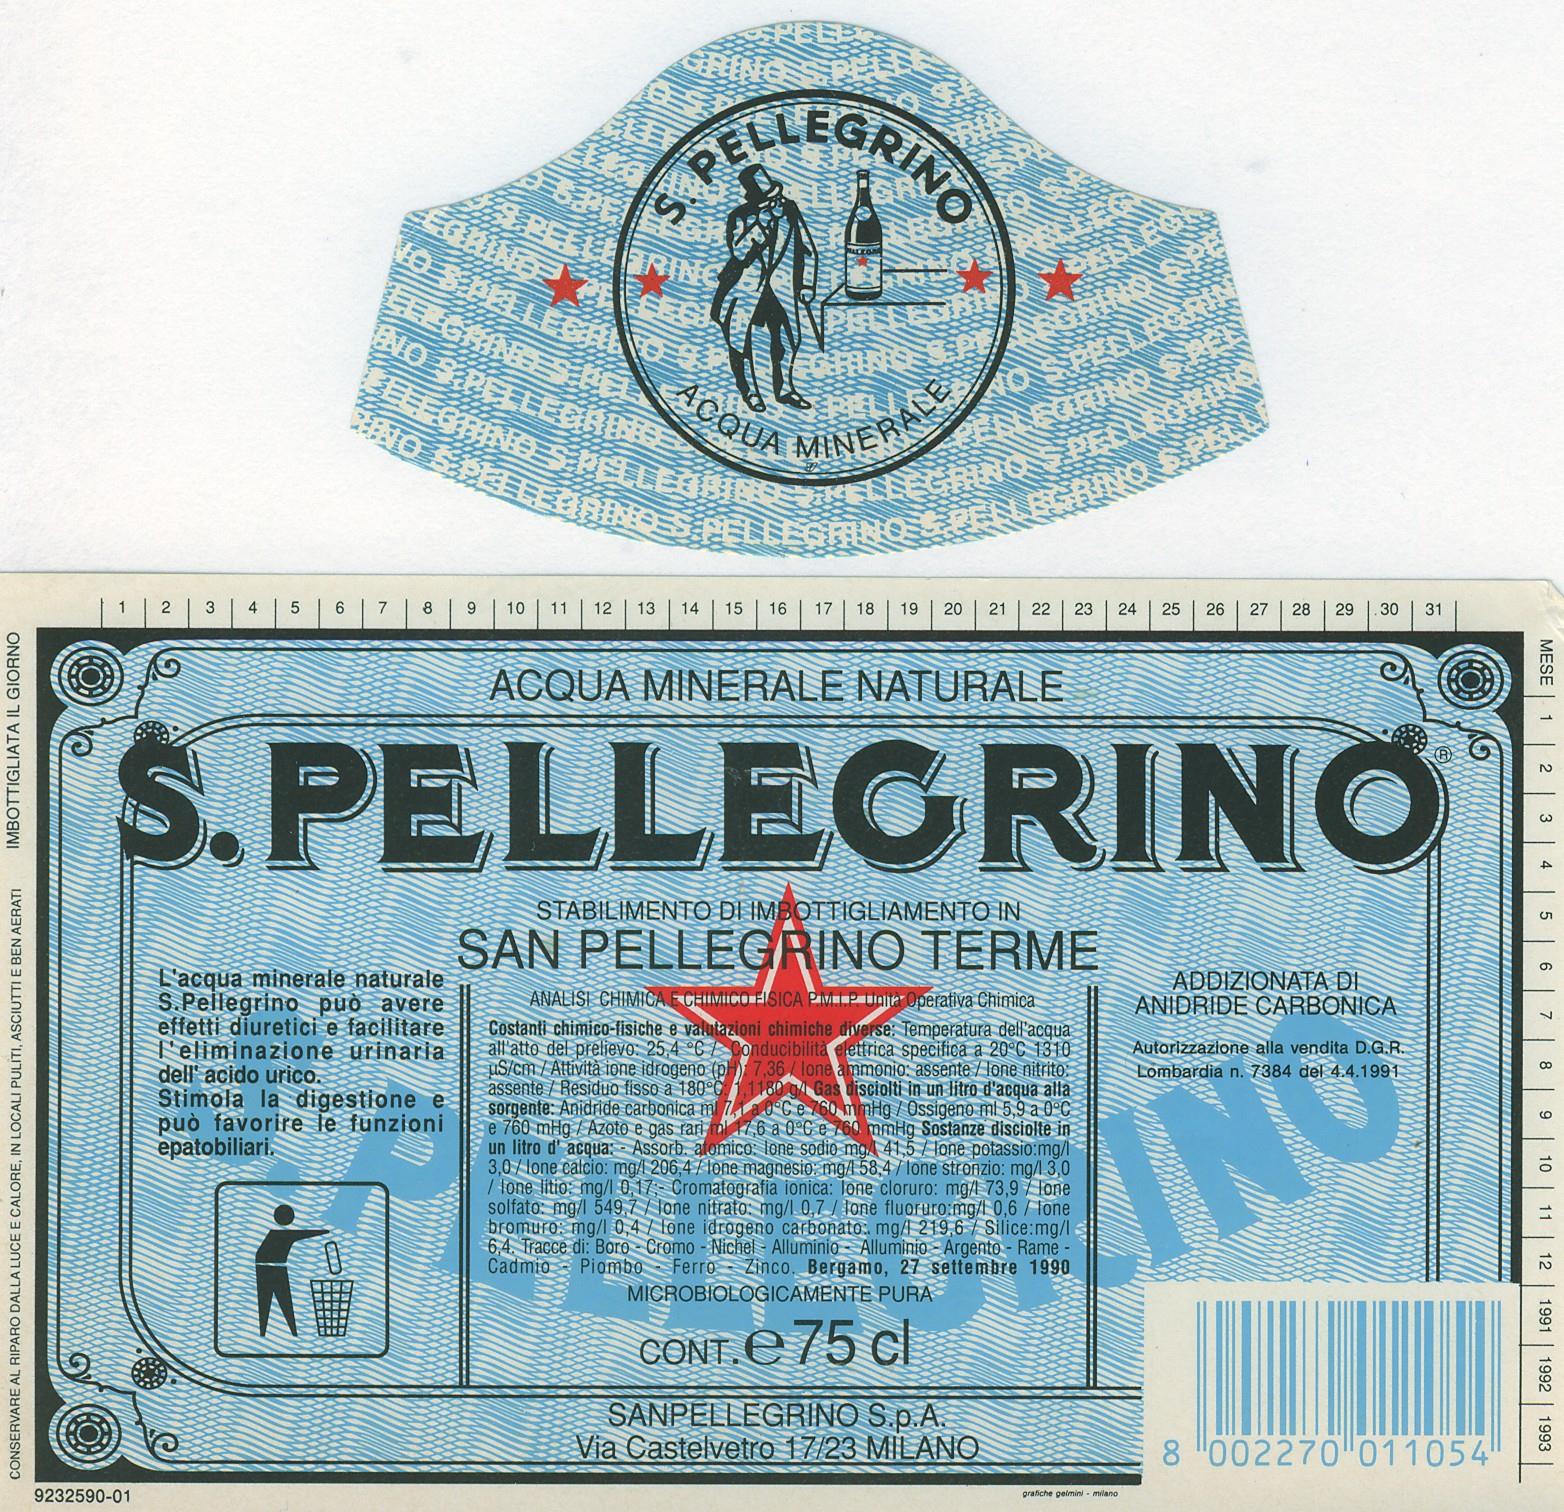 S. PELLEGRINO
ACQUA MINERALE
1 2 3 4 5 6 7 8 9 10 11 12 13 14 15 16 17 18 19 20 21 22 23 24 25 26 27 28 29 30 31
IMBOTTIGLIATA IL GIORNO
CONSERVARE AL RIPARO DALLA LUCE E CALORE, IN LOCALI PULITI, ASCIUTTI E BEN AERATI
MESE 1 2 3 4 5 6 7 8 9 10 11 12 1991 1992 1993
ACQUA MINERALE NATURALE
S.PELLEGRINO®
STABILIMENTO DI IMBOTTIGLIAMENTO IN
SAN PELLEGRINO TERME
L'acqua minerale naturale
S.Pellegrino può avere
effetti diuretici e facilitare
l'eliminazione urinaria
dell' acido urico.
Stimola la digestione e
può favorire le funzioni
epatobiliari.
ANALISI CHIMICA E CHIMICO FISICA P.M.I.P. Unità Operativa Chimica
Costanti chimico-fisiche e valutazioni chimiche diverse: Temperatura dell'acqua
all'atto del prelievo: 25,4 °C / Conducibilità elettrica specifica a 20°C 1310
µS/cm / Attività ione idrogeno (pH) 7,36 / Ione ammonio: assente / Ione nitrito:
assente / Residuo fisso a 180°C: 1,1180 g/l Gas disciolti in un litro d'acqua alla
sorgente: Anidride carbonica ml 7,1 a 0°C e 760 mmHg / Ossigeno ml 5,9 a 0°C
e 760 mmHg / Azoto e gas rari ml 17,6 a 0°C e 760 mmHg Sostanze disciolte in
un litro d' acqua: - Assorb. atomico: Ione sodio mg/l 41,5 / Ione potassio:mg/l
3,0 / Ione calcio: mg/l 206,4 / Ione magnesio: mg/l 58,4 / Ione stronzio: mg/l 3,0
/ Ione litio: mg/l 0,17;- Cromatografia ionica: Ione cloruro: mg/l 73,9 / Ione
solfato: mg/l 549,7 / Ione nitrato: mg/l 0,7 / Ione fluoruro:mg/l 0,6 / Ione
bromuro: mg/l 0,4 / Ione idrogeno carbonato: mg/l 219,6 / Silice:mg/l
6,4. Tracce di: Boro - Cromo - Nichel - Alluminio - Alluminio - Argento - Rame -
Cadmio - Piombo - Ferro - Zinco. Bergamo, 27 settembre 1990
MICROBIOLOGICAMENTE PURA
CONT. ℮ 75 cl
ADDIZIONATA DI
ANIDRIDE CARBONICA
Autorizzazione alla vendita D.G.R.
Lombardia n. 7384 del 4.4.1991
S.PELLEGRINO
SANPELLEGRINO S.p.A.
Via Castelvetro 17/23 MILANO
8 002270 011054
9232590-01
grafiche gelmini - milano